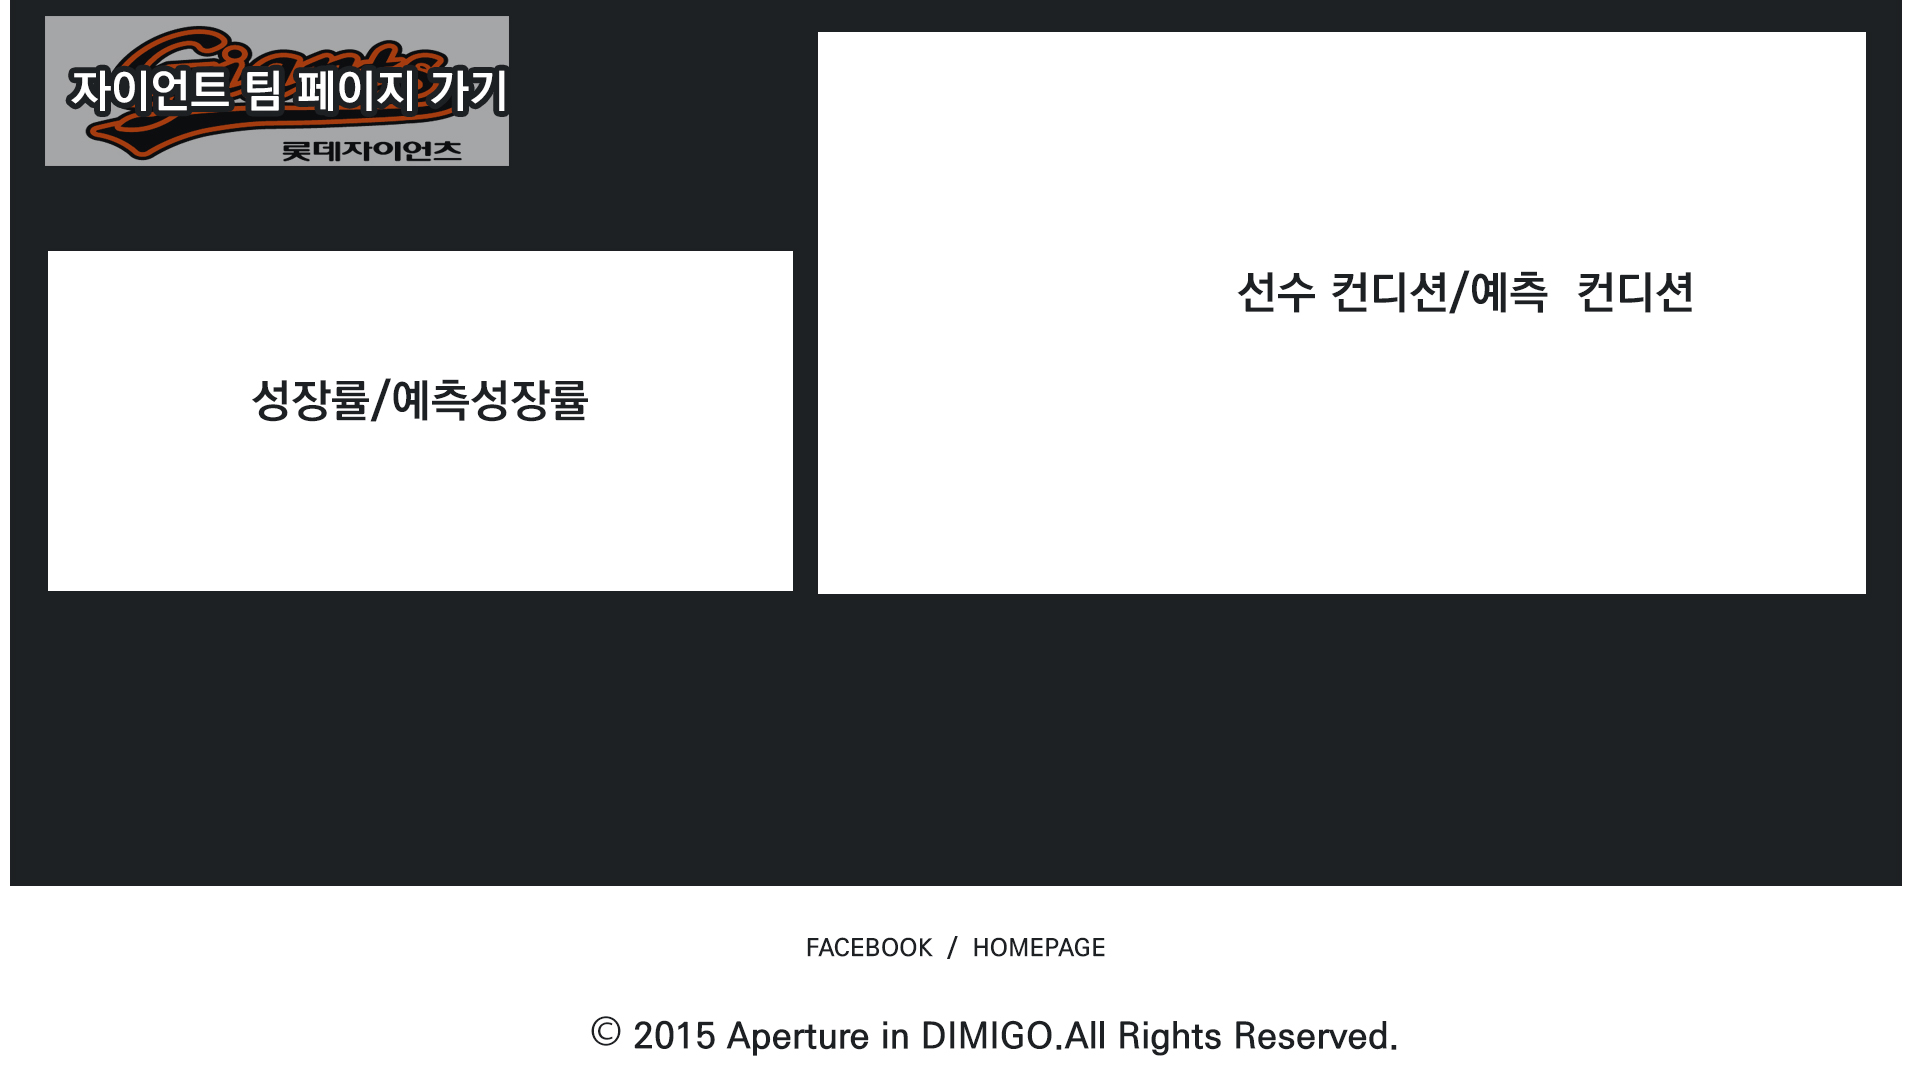 Giants
자이언트 팀 페이지 가기
롯데자이언츠
선수 컨디션/예측  컨디션
성장률/예측성장률
FACEBOOK / HOMEPAGE
© 2015 Aperture in DIMIGO.All Rights Reserved.